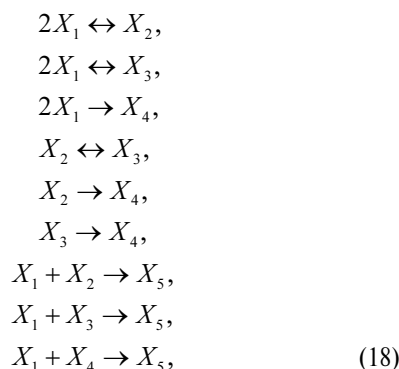 2X₁ ↔ X₂,
2X₁ ↔ X₃,
2X₁ → X₄,
X₂ ↔ X₃,
X₂ → X₄,
X₃ → X₄,
X₁ + X₂ → X₅,
X₁ + X₃ → X₅,
X₁ + X₄ → X₅, (18)